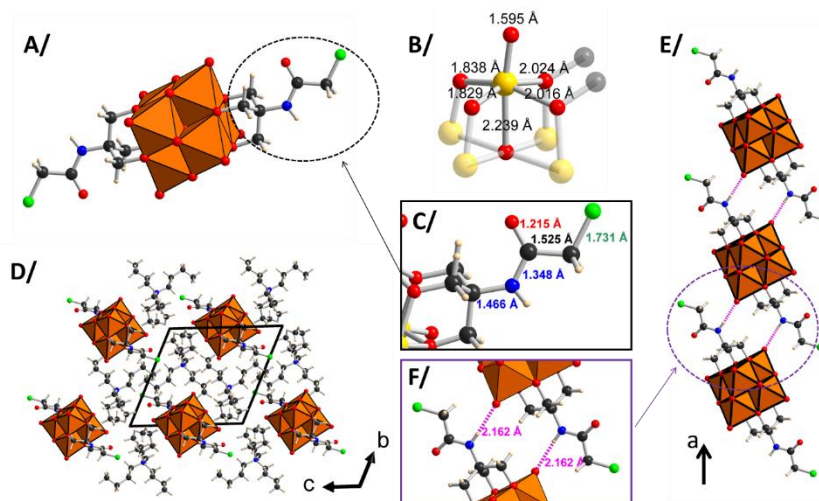 A/
B/
1.595 Å
1.838 Å
2.024 Å
1.829 Å
2.016 Å
2.239 Å
C/
1.215 Å
1.525 Å
1.731 Å
1.348 Å
1.466 Å
D/
b
c
E/
a
F/
2.162 Å
2.162 Å